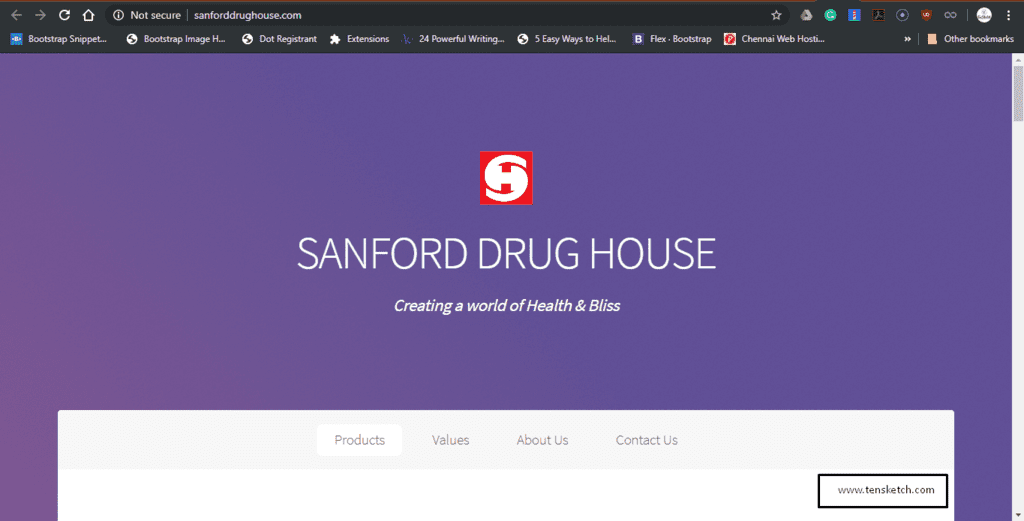 Not secure | sanforddrughouse.com
Bootstrap Snippet... Bootstrap Image H... Dot Registrant Extensions 24 Powerful Writing... 5 Easy Ways to Hel... Flex · Bootstrap Chennai Web Hosti... » Other bookmarks
SANFORD DRUG HOUSE
Creating a world of Health & Bliss
Products Values About Us Contact Us
www.tensketch.com